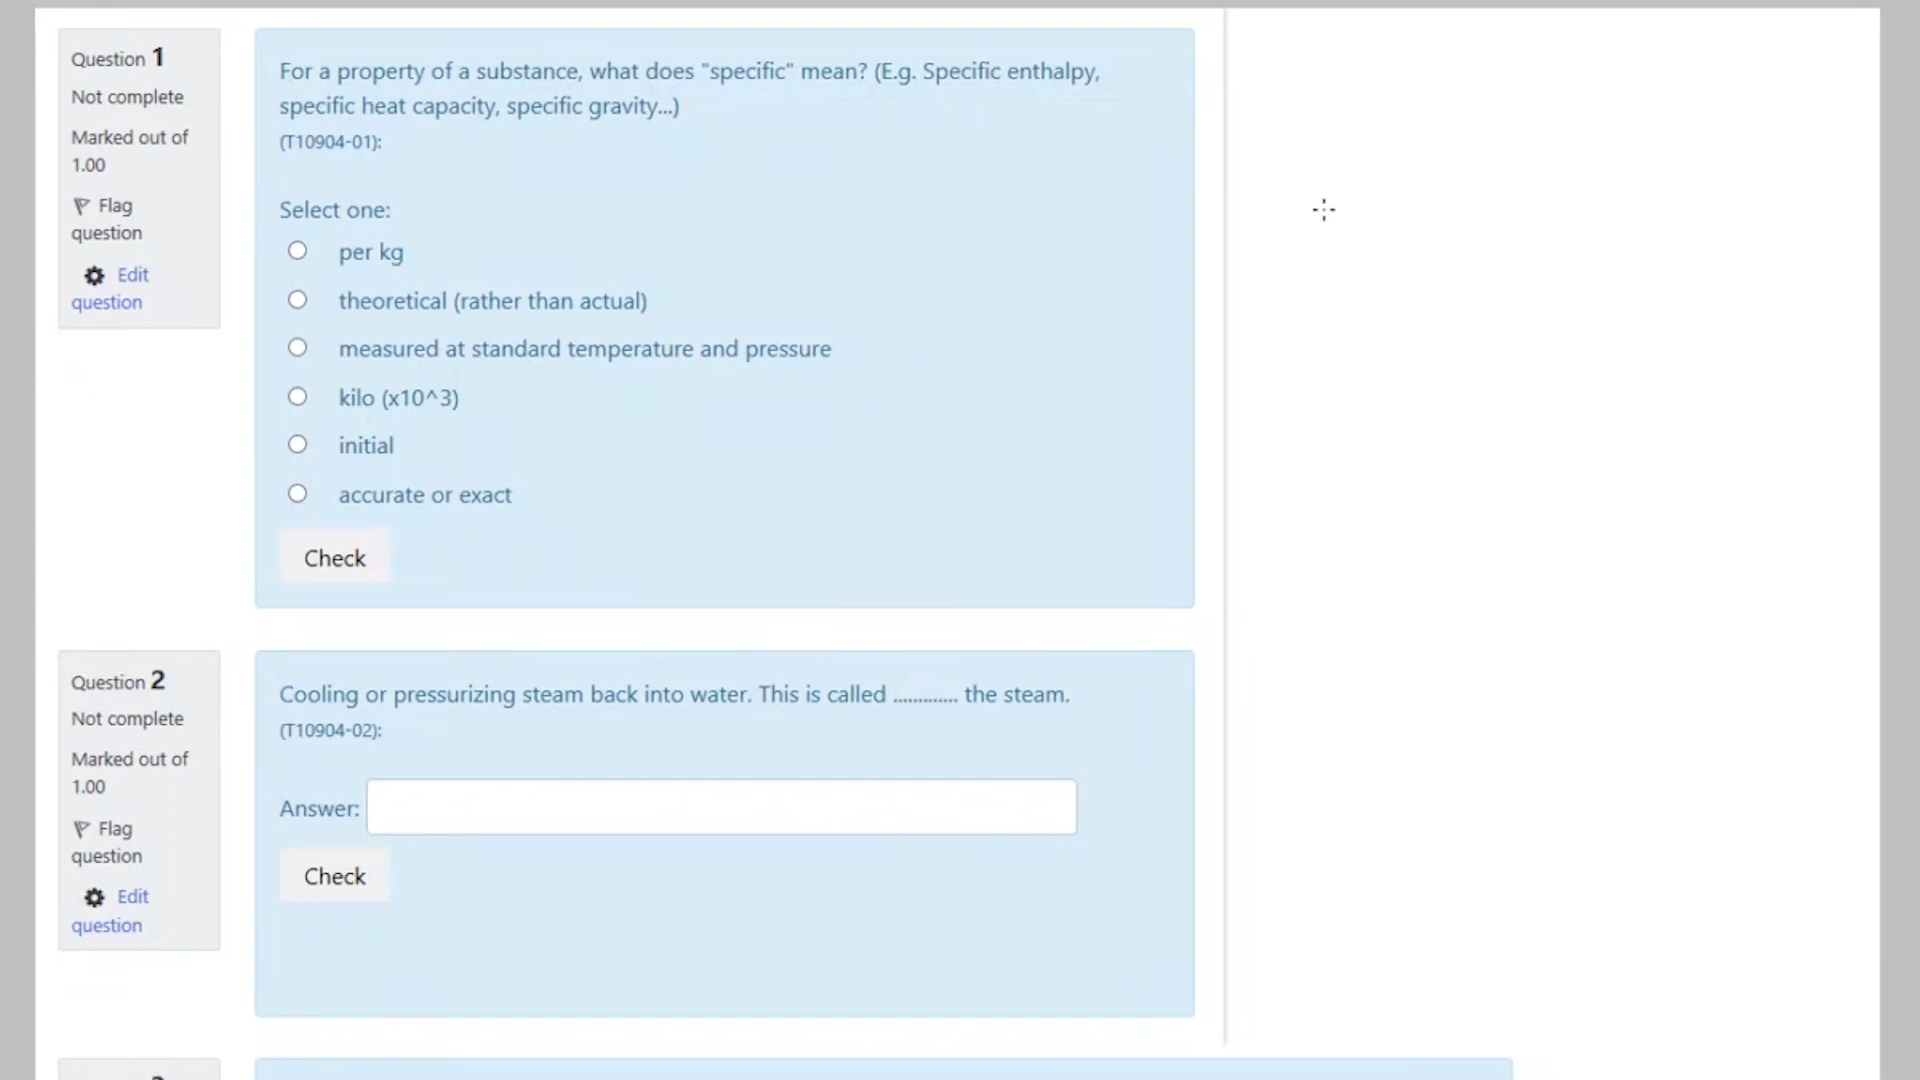 Question 1
Not complete
Marked out of
1.00
Flag
question
Edit
question
For a property of a substance, what does "specific" mean? (E.g. Specific enthalpy,
specific heat capacity, specific gravity...)
(T10904-01):
Select one:
per kg
theoretical (rather than actual)
measured at standard temperature and pressure
kilo (x10^3)
initial
accurate or exact
Check
Question 2
Not complete
Marked out of
1.00
Flag
question
Edit
question
Cooling or pressurizing steam back into water. This is called ............. the steam.
(T10904-02):
Answer:
Check